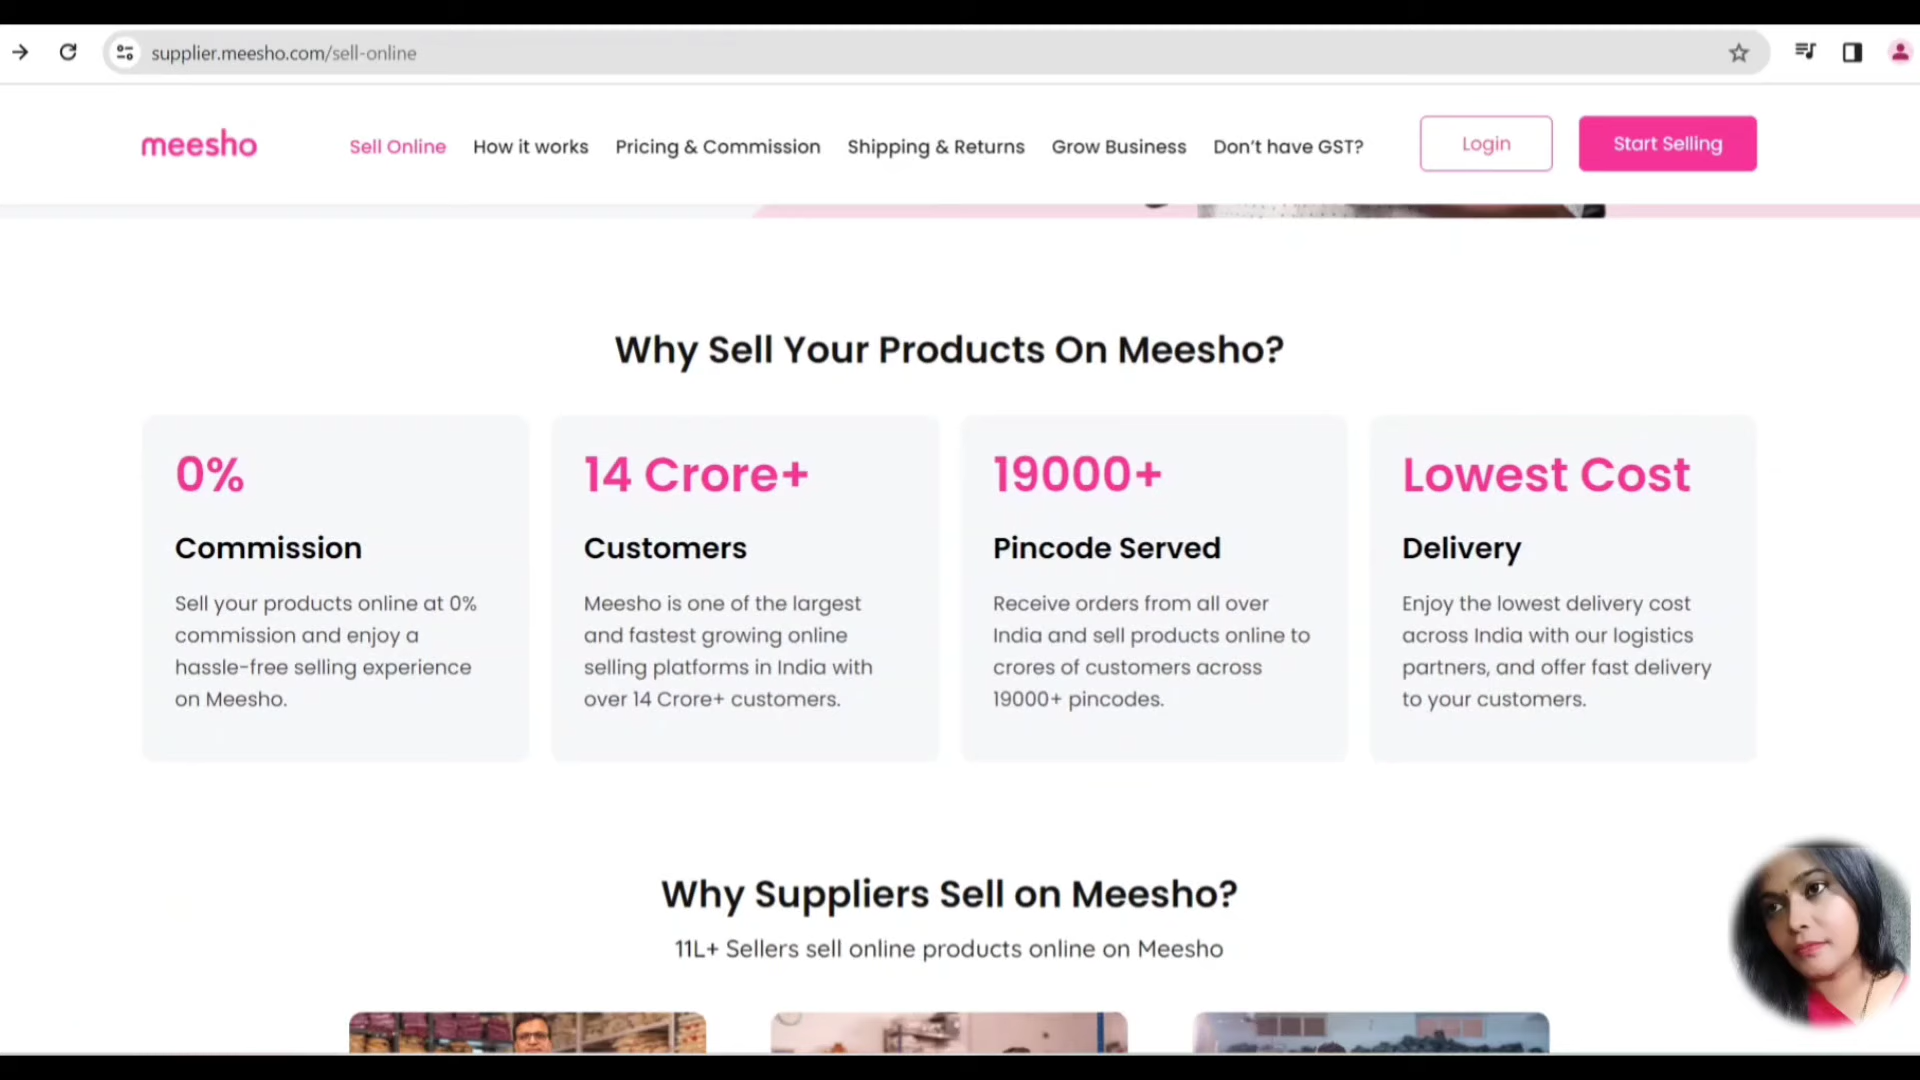 supplier.meesho.com/sell-online
meesho
Sell Online
How it works
Pricing & Commission
Shipping & Returns
Grow Business
Don’t have GST?
Login
Start Selling
Why Sell Your Products On Meesho?
0%
Commission
Sell your products online at 0%
commission and enjoy a
hassle-free selling experience
on Meesho.
14 Crore+
Customers
Meesho is one of the largest
and fastest growing online
selling platforms in India with
over 14 Crore+ customers.
19000+
Pincode Served
Receive orders from all over
India and sell products online to
crores of customers across
19000+ pincodes.
Lowest Cost
Delivery
Enjoy the lowest delivery cost
across India with our logistics
partners, and offer fast delivery
to your customers.
Why Suppliers Sell on Meesho?
11L+ Sellers sell online products online on Meesho